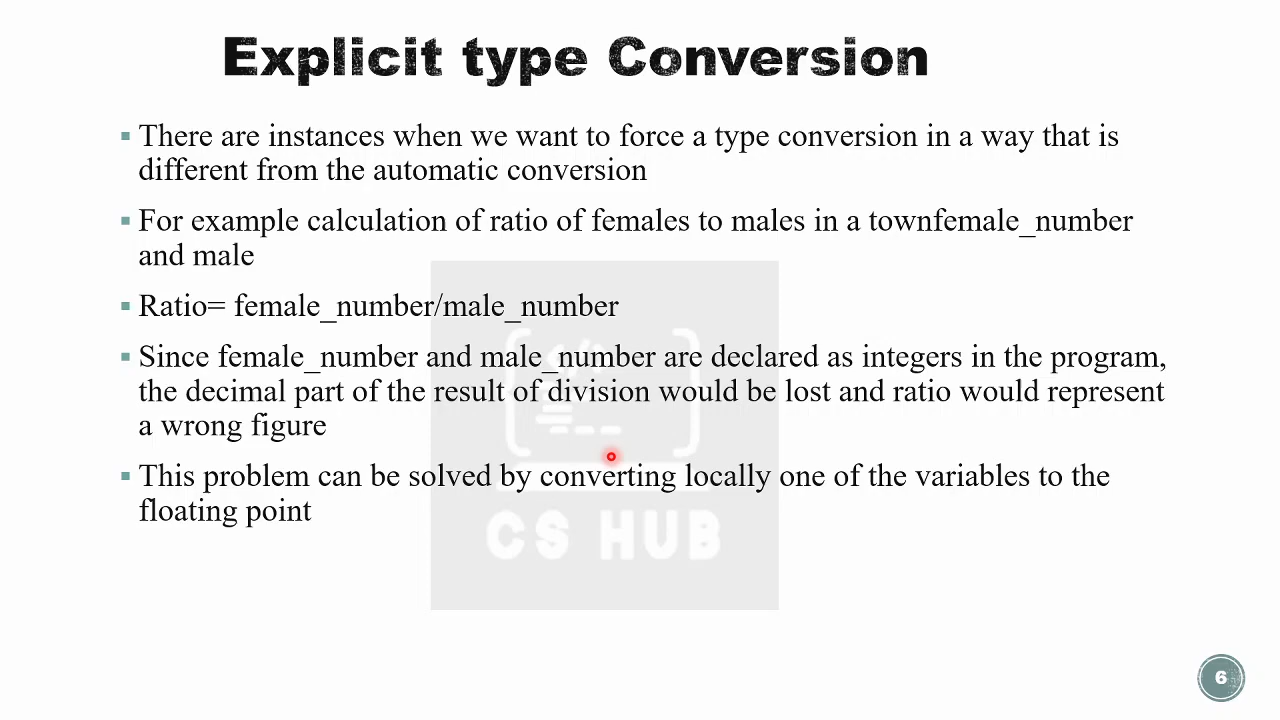 Explicit type Conversion
There are instances when we want to force a type conversion in a way that is
different from the automatic conversion
For example calculation of ratio of females to males in a townfemale_number
and male
Ratio= female_number/male_number
Since female_number and male_number are declared as integers in the program,
the decimal part of the result of division would be lost and ratio would represent
a wrong figure
This problem can be solved by converting locally one of the variables to the
floating point
</>
CS HUB
6